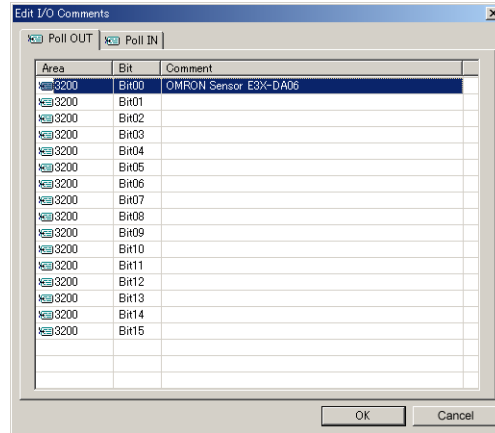 Edit I/O Comments
Poll OUT Poll IN
Area Bit Comment
3200 Bit00 OMRON Sensor E3X-DA06
3200 Bit01
3200 Bit02
3200 Bit03
3200 Bit04
3200 Bit05
3200 Bit06
3200 Bit07
3200 Bit08
3200 Bit09
3200 Bit10
3200 Bit11
3200 Bit12
3200 Bit13
3200 Bit14
3200 Bit15
OK Cancel